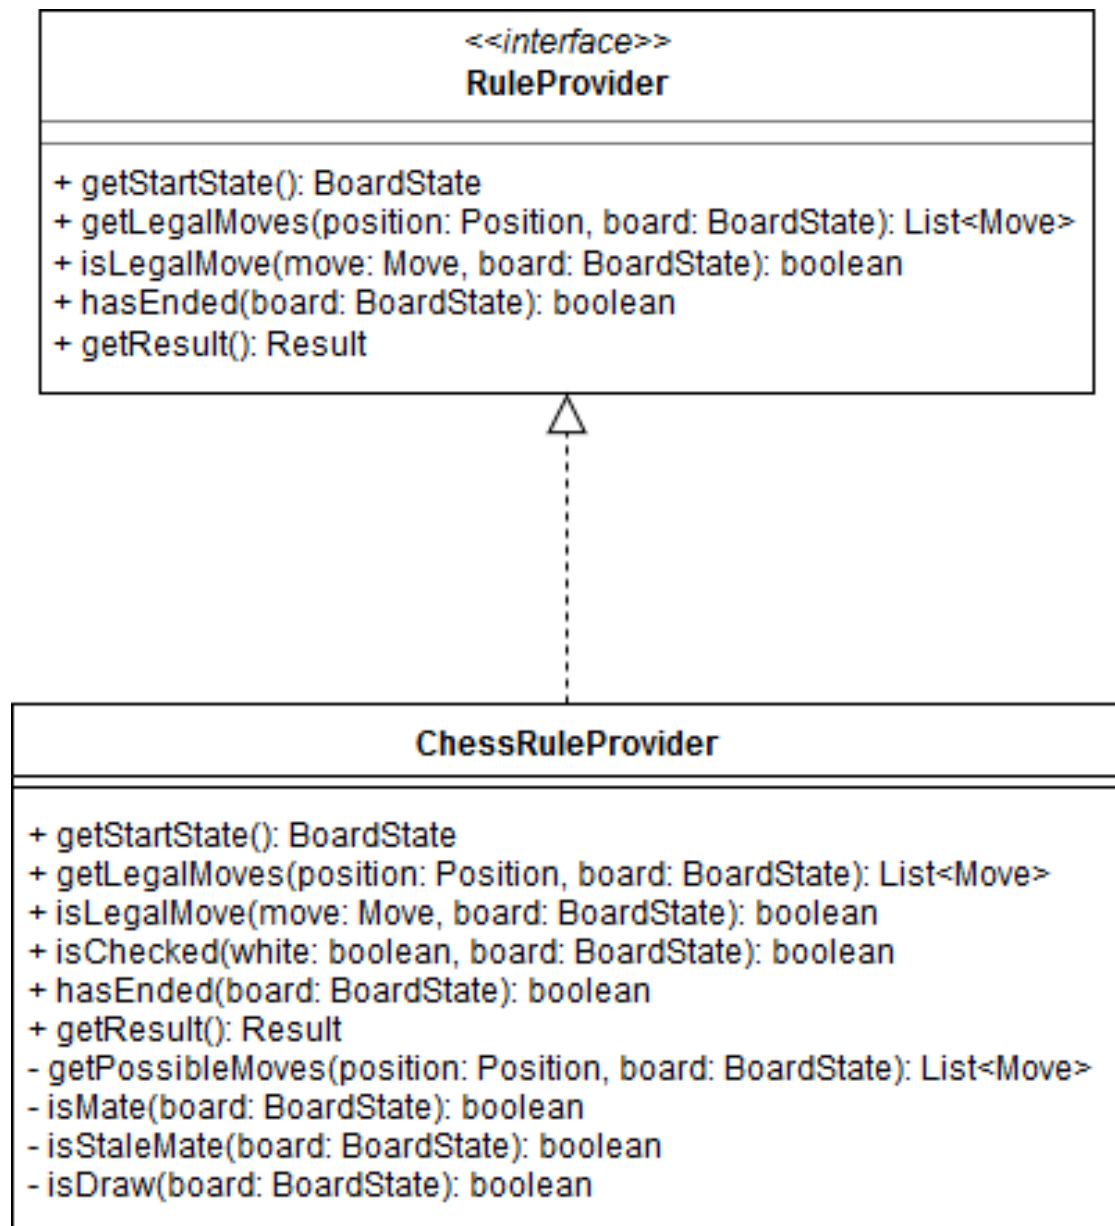 <<interface>>
RuleProvider
+ getStartState(): BoardState
+ getLegalMoves(position: Position, board: BoardState): List<Move>
+ isLegalMove(move: Move, board: BoardState): boolean
+ hasEnded(board: BoardState): boolean
+ getResult(): Result
ChessRuleProvider
+ getStartState(): BoardState
+ getLegalMoves(position: Position, board: BoardState): List<Move>
+ isLegalMove(move: Move, board: BoardState): boolean
+ isChecked(white: boolean, board: BoardState): boolean
+ hasEnded(board: BoardState): boolean
+ getResult(): Result
- getPossibleMoves(position: Position, board: BoardState): List<Move>
- isMate(board: BoardState): boolean
- isStaleMate(board: BoardState): boolean
- isDraw(board: BoardState): boolean